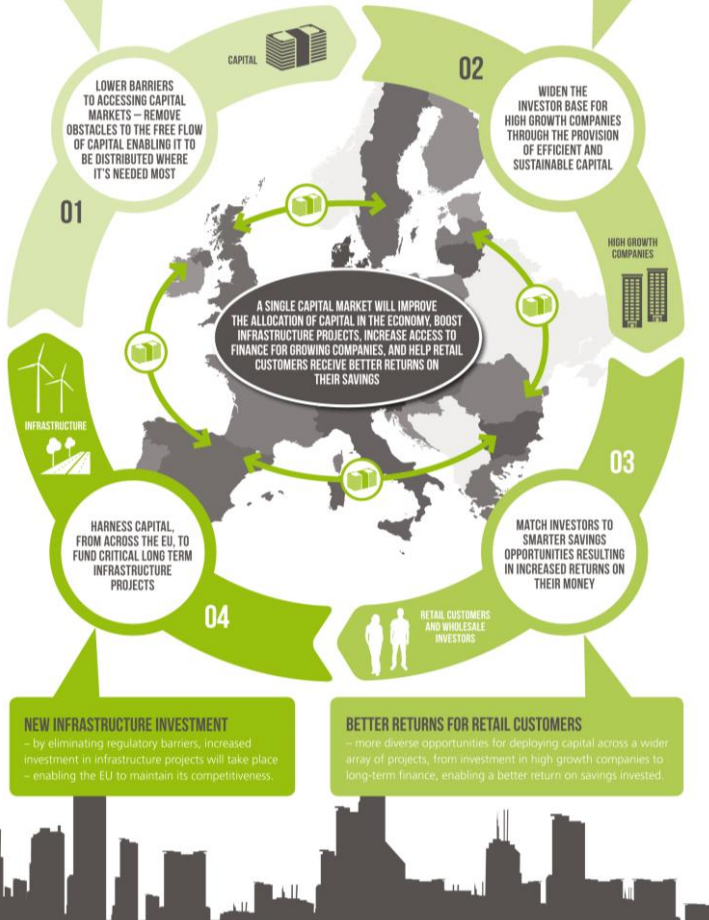 CAPITAL
01
LOWER BARRIERS
TO ACCESSING CAPITAL
MARKETS – REMOVE
OBSTACLES TO THE FREE FLOW
OF CAPITAL ENABLING IT TO
BE DISTRIBUTED WHERE
IT'S NEEDED MOST
02
WIDEN THE
INVESTOR BASE FOR
HIGH GROWTH COMPANIES
THROUGH THE PROVISION
OF EFFICIENT AND
SUSTAINABLE CAPITAL
HIGH GROWTH
COMPANIES
A SINGLE CAPITAL MARKET WILL IMPROVE
THE ALLOCATION OF CAPITAL IN THE ECONOMY, BOOST
INFRASTRUCTURE PROJECTS, INCREASE ACCESS TO
FINANCE FOR GROWING COMPANIES, AND HELP RETAIL
CUSTOMERS RECEIVE BETTER RETURNS ON
THEIR SAVINGS
03
MATCH INVESTORS TO
SMARTER SAVINGS
OPPORTUNITIES RESULTING
IN INCREASED RETURNS ON
THEIR MONEY
RETAIL CUSTOMERS
AND WHOLESALE
INVESTORS
INFRASTRUCTURE
HARNESS CAPITAL,
FROM ACROSS THE EU, TO
FUND CRITICAL LONG TERM
INFRASTRUCTURE
PROJECTS
04
NEW INFRASTRUCTURE INVESTMENT
– by eliminating regulatory barriers, increased
investment in infrastructure projects will take place
– enabling the EU to maintain its competitiveness.
BETTER RETURNS FOR RETAIL CUSTOMERS
– more diverse opportunities for deploying capital across a wider
array of projects, from investment in high growth companies to
long-term finance, enabling a better return on savings invested.